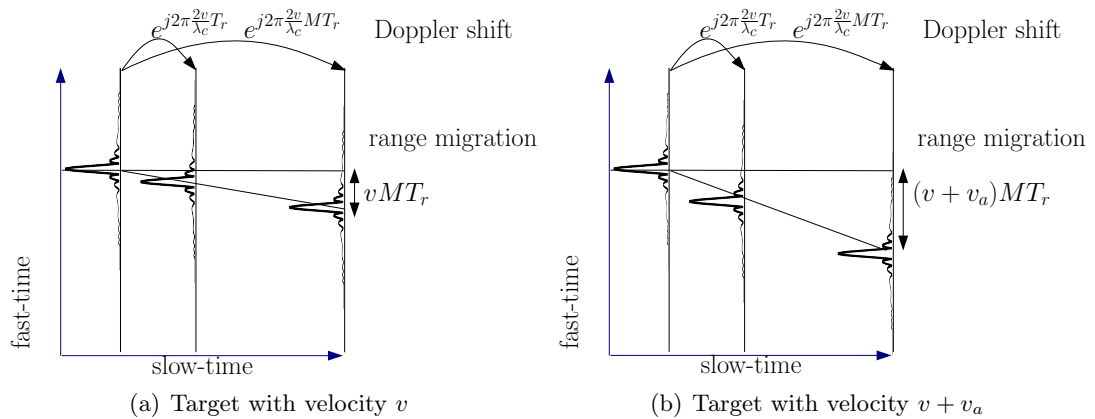 $e^{j2\pi\frac{2v}{\lambda_c}T_r}$ $e^{j2\pi\frac{2v}{\lambda_c}MT_r}$ Doppler shift
range migration
$vMT_r$
fast-time
slow-time
(a) Target with velocity $v$
$e^{j2\pi\frac{2v}{\lambda_c}T_r}$ $e^{j2\pi\frac{2v}{\lambda_c}MT_r}$ Doppler shift
range migration
$(v + v_a)MT_r$
fast-time
slow-time
(b) Target with velocity $v + v_a$